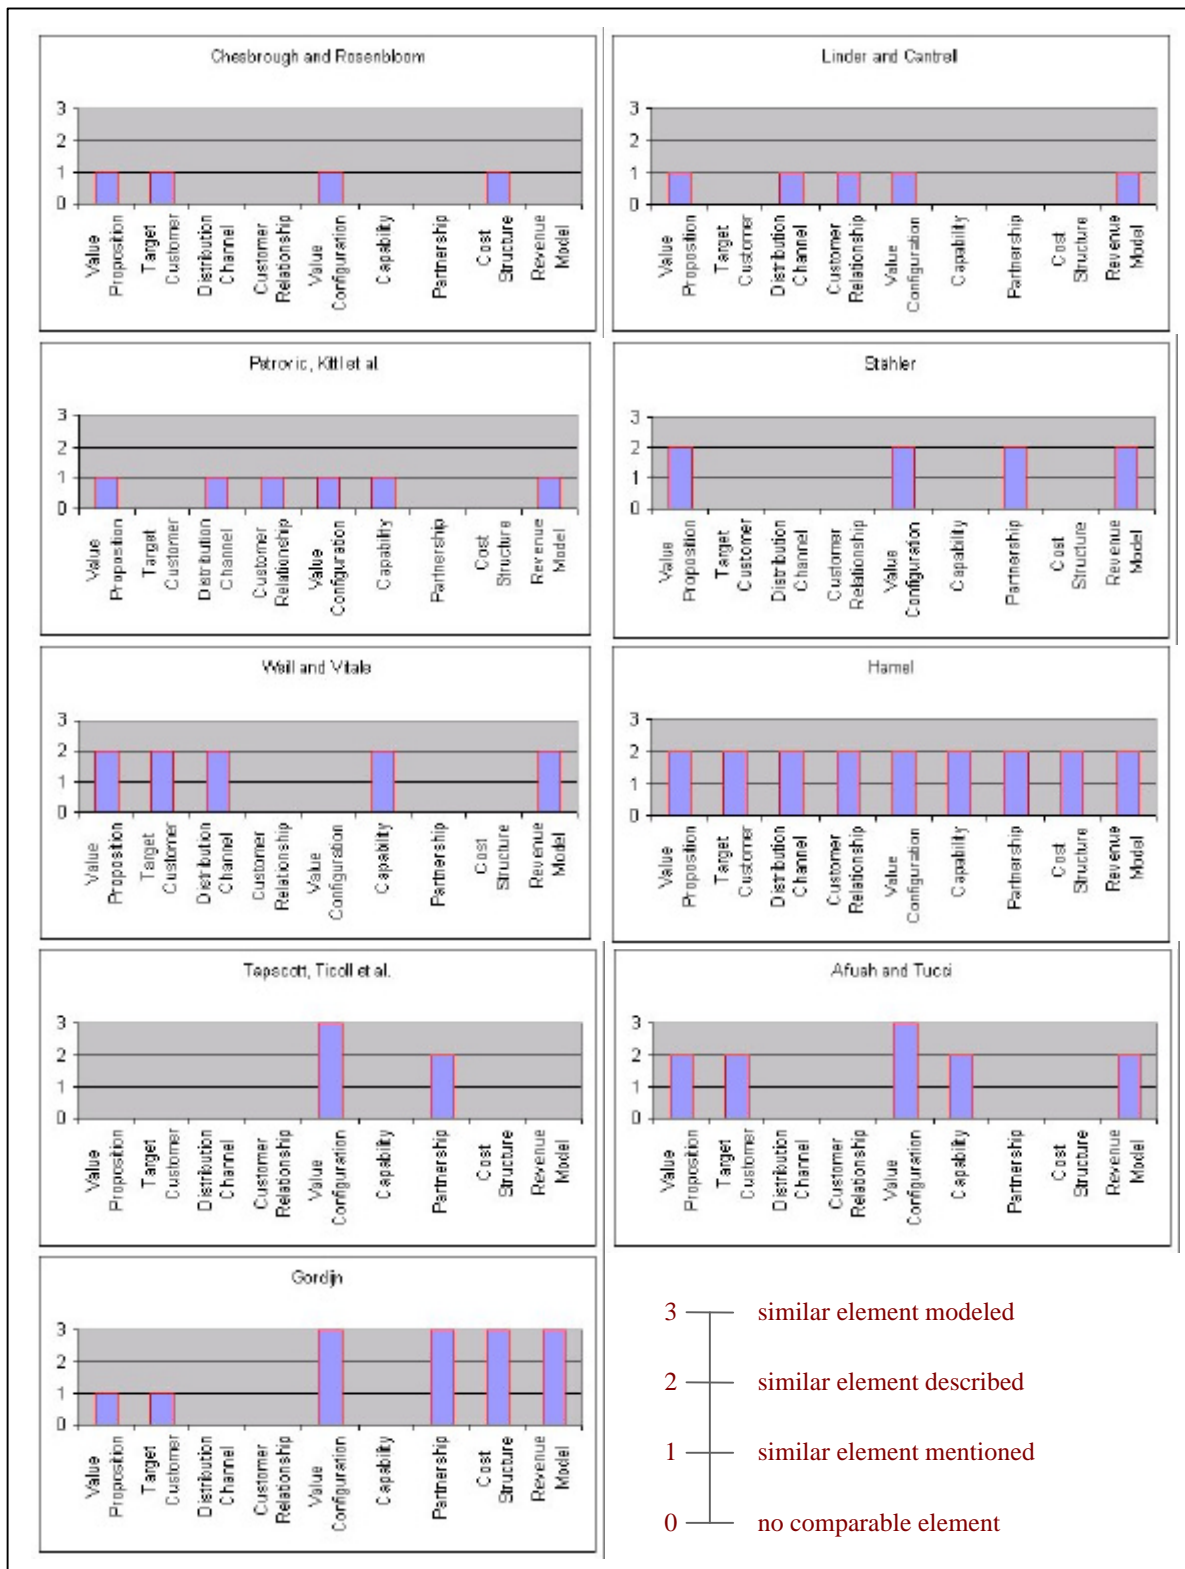 Chesbrough and Rosenbloom
3
2
1
0
Value Proposition
Target Customer
Distribution Channel
Customer Relationship
Value Configuration
Capability
Partnership
Cost Structure
Revenue Model
Linder and Cantrell
3
2
1
0
Value Proposition
Target Customer
Distribution Channel
Customer Relationship
Value Configuration
Capability
Partnership
Cost Structure
Revenue Model
Petrovic, Kittl et al.
3
2
1
0
Value Proposition
Target Customer
Distribution Channel
Customer Relationship
Value Configuration
Capability
Partnership
Cost Structure
Revenue Model
Stähler
3
2
1
0
Value Proposition
Target Customer
Distribution Channel
Customer Relationship
Value Configuration
Capability
Partnership
Cost Structure
Revenue Model
Weill and Vitale
3
2
1
0
Value Proposition
Target Customer
Distribution Channel
Customer Relationship
Value Configuration
Capability
Partnership
Cost Structure
Revenue Model
Hamel
3
2
1
0
Value Proposition
Target Customer
Distribution Channel
Customer Relationship
Value Configuration
Capability
Partnership
Cost Structure
Revenue Model
Tapscott, Ticoll et al.
3
2
1
0
Value Proposition
Target Customer
Distribution Channel
Customer Relationship
Value Configuration
Capability
Partnership
Cost Structure
Revenue Model
Afuah and Tucci
3
2
1
0
Value Proposition
Target Customer
Distribution Channel
Customer Relationship
Value Configuration
Capability
Partnership
Cost Structure
Revenue Model
Gordijn
3
2
1
0
Value Proposition
Target Customer
Distribution Channel
Customer Relationship
Value Configuration
Capability
Partnership
Cost Structure
Revenue Model
3 similar element modeled
2 similar element described
1 similar element mentioned
0 no comparable element